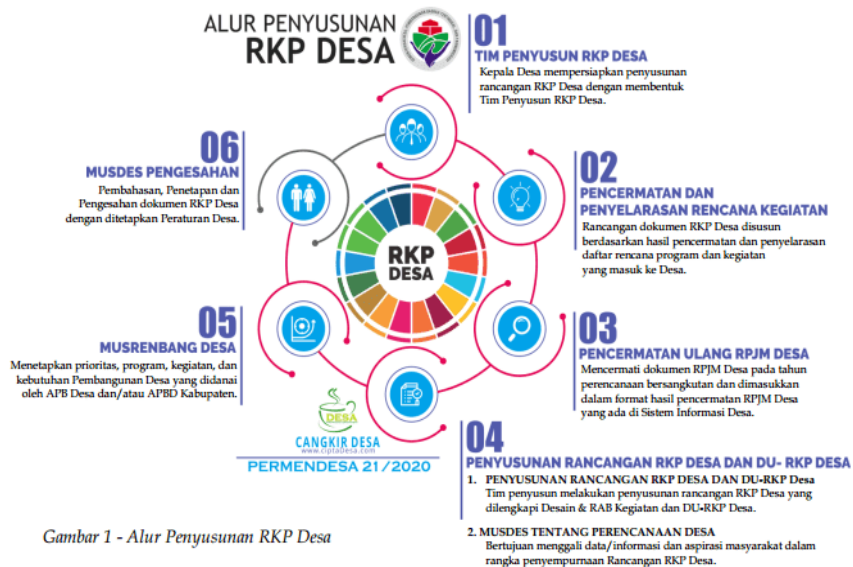 ALUR PENYUSUNAN
RKP DESA
01
TIM PENYUSUN RKP DESA
Kepala Desa mempersiapkan penyusunan
rancangan RKP Desa dengan membentuk
Tim Penyusun RKP Desa.
02
PENCERMATAN DAN
PENYELARASAN RENCANA KEGIATAN
Rancangan dokumen RKP Desa disusun
berdasarkan hasil pencermatan dan penyelarasan
daftar rencana program dan kegiatan
yang masuk ke Desa.
03
PENCERMATAN ULANG RPJM DESA
Mencermati dokumen RPJM Desa pada tahun
perencanaan bersangkutan dan dimasukkan
dalam format hasil pencermatan RPJM Desa
yang ada di Sistem Informasi Desa.
04
PENYUSUNAN RANCANGAN RKP DESA DAN DU- RKP DESA
1. PENYUSUNAN RANCANGAN RKP DESA DAN DU-RKP Desa
Tim penyusun melakukan penyusunan rancangan RKP Desa yang
dilengkapi Desain & RAB Kegiatan dan DU-RKP Desa.
2. MUSDES TENTANG PERENCANAAN DESA
Bertujuan menggali data/informasi dan aspirasi masyarakat dalam
rangka penyempurnaan Rancangan RKP Desa.
05
MUSRENBANG DESA
Menetapkan prioritas, program, kegiatan, dan
kebutuhan Pembangunan Desa yang didanai
oleh APB Desa dan/atau APBD Kabupaten.
06
MUSDES PENGESAHAN
Pembahasan, Penetapan dan
Pengesahan dokumen RKP Desa
dengan ditetapkan Peraturan Desa.
RKP
DESA
DESA
CANGKIR DESA
www.ciptadesa.com
PERMENDESA 21/2020
Gambar 1 - Alur Penyusunan RKP Desa